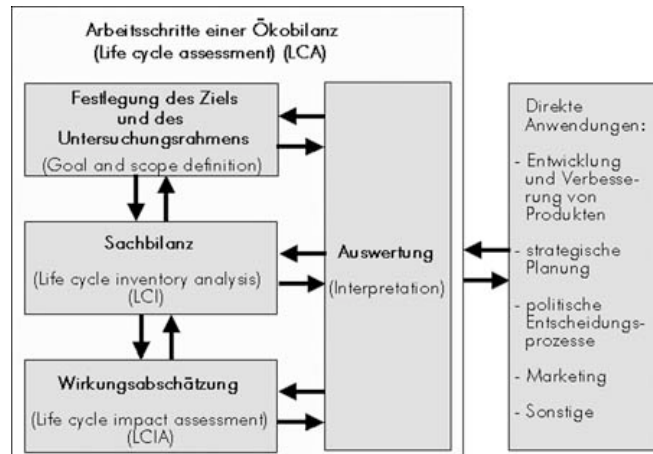 Arbeitsschritte einer Ökobilanz
(Life cycle assessment) (LCA)
Festlegung des Ziels
und des
Untersuchungsrahmens
(Goal and scope definition)
Sachbilanz
(Life cycle inventory analysis)
(LCI)
Wirkungsabschätzung
(Life cycle impact assessment)
(LCIA)
Auswertung
(Interpretation)
Direkte
Anwendungen:
- Entwicklung
und Verbesse-
rung von
Produkten
- strategische
Planung
- politische
Entscheidungs-
prozesse
- Marketing
- Sonstige